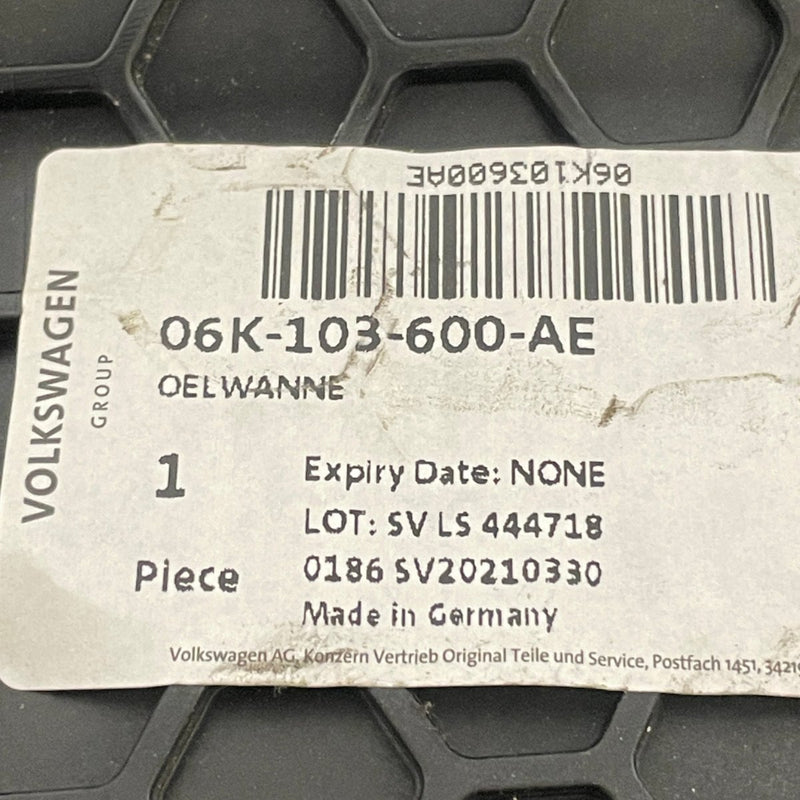 06K103600AE
06K-103-600-AE
OELWANNE
VOLKSWAGEN
GROUP
1
Piece
Expiry Date: NONE
LOT: SV LS 444718
0186 SV20210330
Made in Germany
Volkswagen AG, Konzern Vertrieb Original Teile und Service, Postfach 1451, 34219